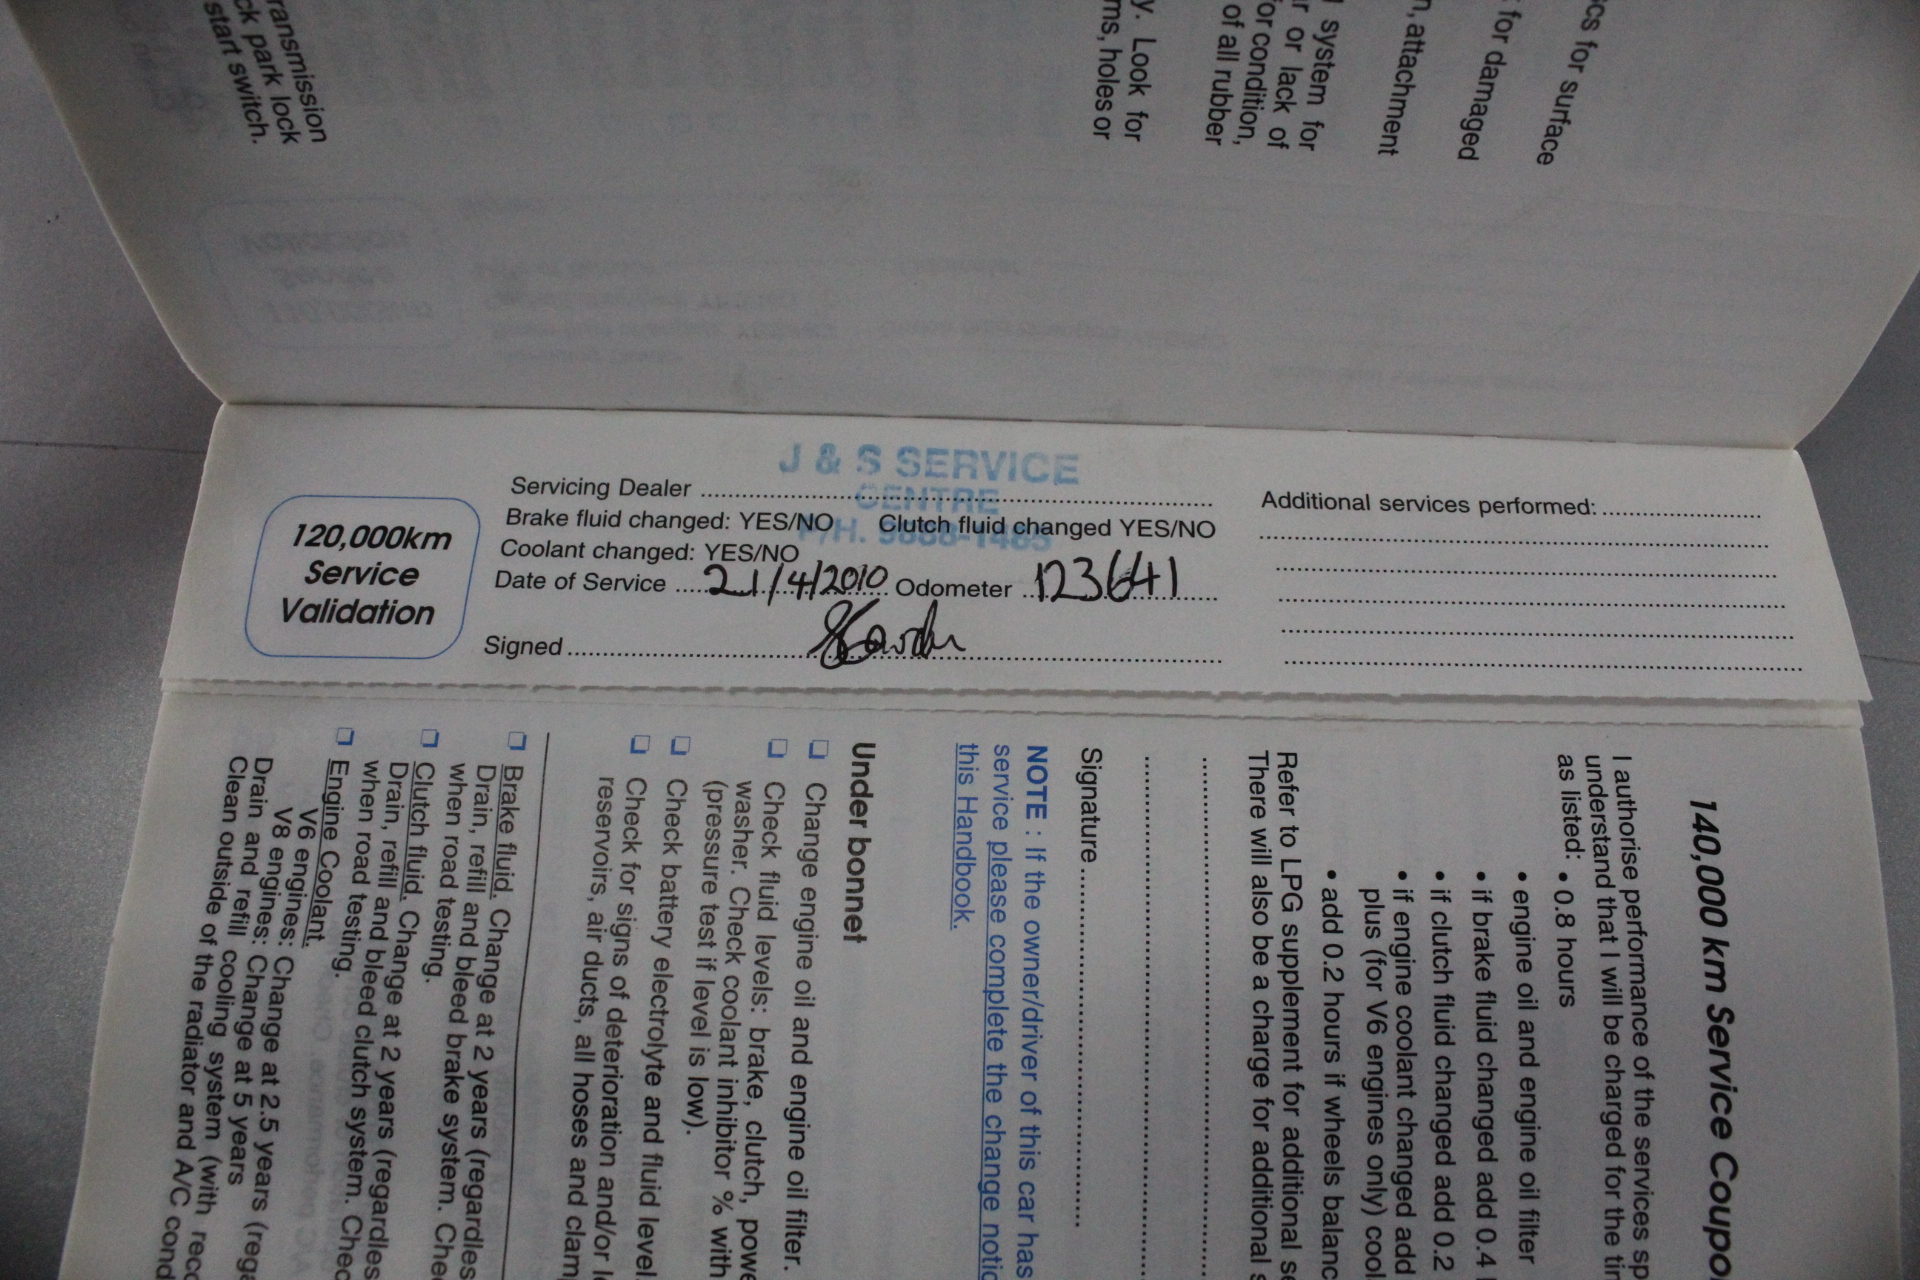 ransmission
ck park lock
start switch.
y. Look for
ms, holes or
system for
r or lack of
or condition,
of all rubber
n, attachment
for damaged
cs for surface
J & S SERVICE
CENTRE
P/H. 9688-1485
120,000km
Service
Validation
Servicing Dealer
Brake fluid changed: YES/NO Clutch fluid changed YES/NO
Coolant changed: YES/NO
Date of Service 21/4/2010 Odometer 123641
Signed
Additional services performed:
140,000 km Service Coupo
I authorise performance of the services sp
understand that I will be charged for the tir
as listed: • 0.8 hours
• engine oil and engine oil filter
• if brake fluid changed add 0.4
• if clutch fluid changed add 0.2
• if engine coolant changed add
plus (for V6 engines only) cool
• add 0.2 hours if wheels balanc
Refer to LPG supplement for additional se
There will also be a charge for additional s
Signature
NOTE : If the owner/driver of this car has
service please complete the change notic
this Handbook.
Under bonnet
❏ Change engine oil and engine oil filter.
❏ Check fluid levels: brake, clutch, powe
washer. Check coolant inhibitor % with
(pressure test if level is low).
❏ Check battery electrolyte and fluid level.
❏ Check for signs of deterioration and/or l
reservoirs, air ducts, all hoses and clam
❏ Brake fluid. Change at 2 years (regardles
Drain, refill and bleed brake system. Chec
when road testing.
❏ Clutch fluid. Change at 2 years (regardles
Drain, refill and bleed clutch system. Chec
when road testing.
❏ Engine Coolant.
V6 engines: Change at 2.5 years (rega
V8 engines: Change at 5 years
Drain and refill cooling system (with reco
Clean outside of the radiator and A/C cond